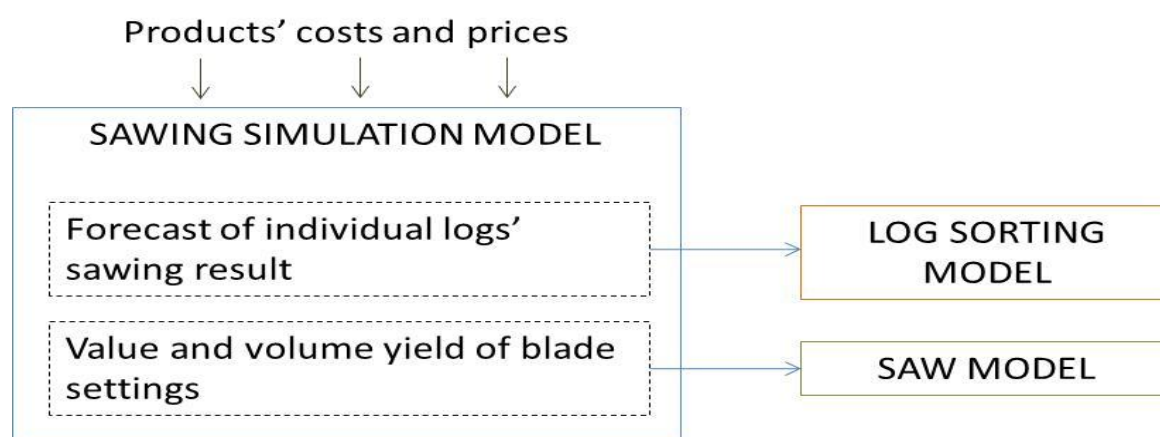 Products’ costs and prices
SAWING SIMULATION MODEL
Forecast of individual logs’
sawing result
LOG SORTING
MODEL
Value and volume yield of blade
settings
SAW MODEL